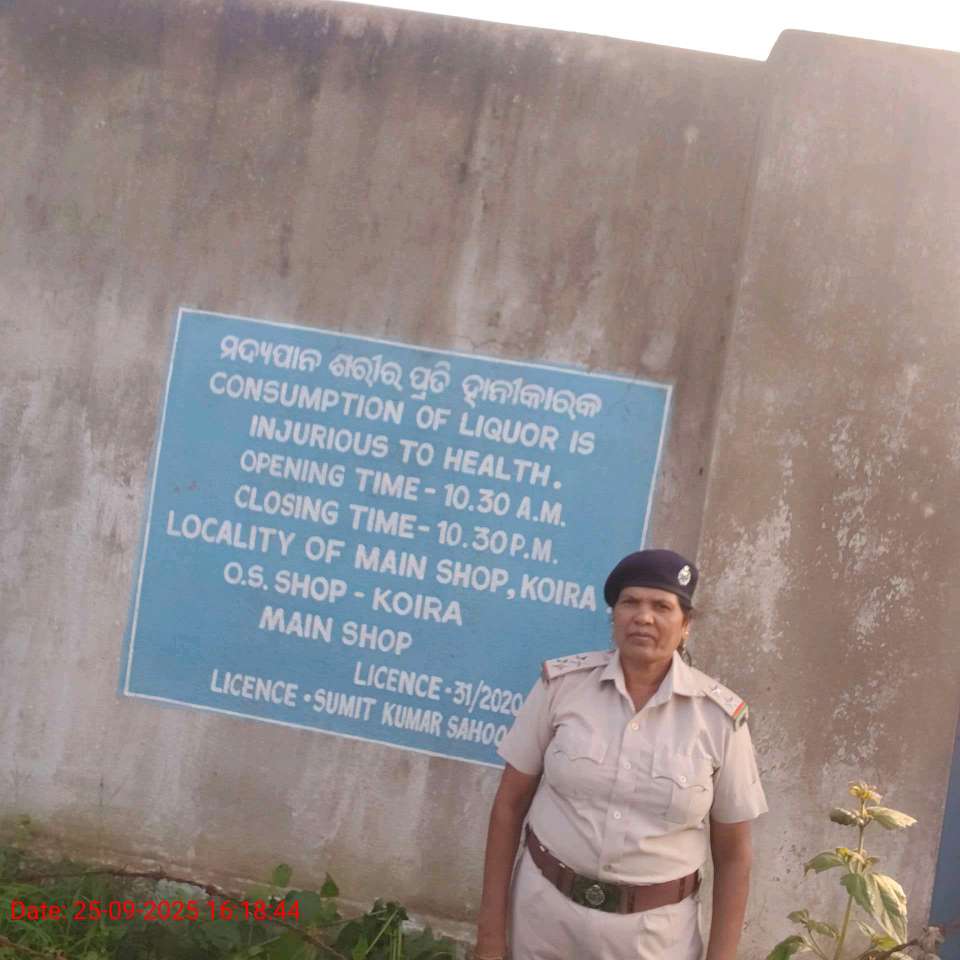 ମଦ୍ୟପାନ ଶରୀର ପ୍ରତି ହାନୀକାରକ
CONSUMPTION OF LIQUOR IS
INJURIOUS TO HEALTH.
OPENING TIME - 10.30 A.M.
CLOSING TIME - 10.30 P.M.
LOCALITY OF MAIN SHOP, KOIRA
O.S. SHOP - KOIRA
MAIN SHOP
LICENCE - 31/2020
LICENCE - SUMIT KUMAR SAHOO
Date: 25-09-2025 16:18:44